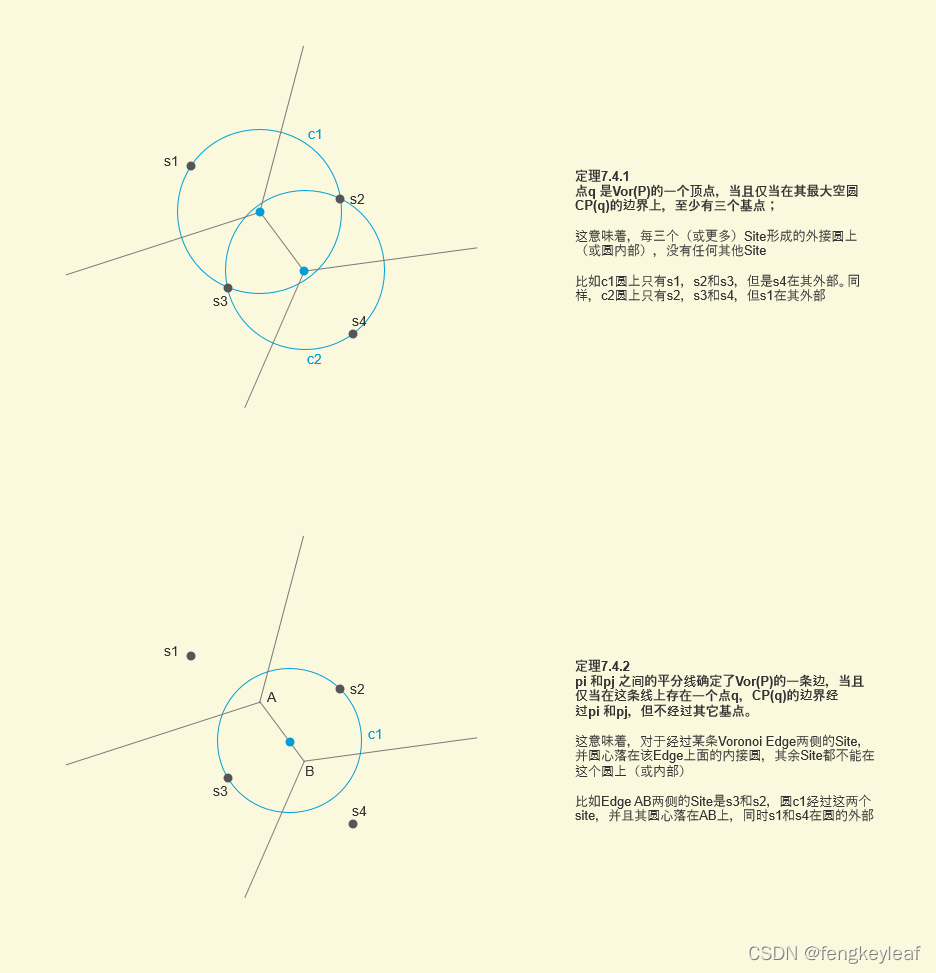 c1
s1
s2
s3
s4
c2
定理7.4.1
点q 是Vor(P)的一个顶点，当且仅当在其最大空圆
CP(q)的边界上，至少有三个基点；
这意味着，每三个（或更多）Site形成的外接圆上
（或圆内部），没有任何其他Site
比如c1圆上只有s1，s2和s3，但是s4在其外部。同
样，c2圆上只有s2，s3和s4，但s1在其外部
s1
A
s2
c1
B
s3
s4
定理7.4.2
pi 和pj 之间的平分线确定了Vor(P)的一条边，当且
仅当在这条线上存在一个点q，CP(q)的边界经
过pi 和pj，但不经过其它基点。
这意味着，对于经过某条Voronoi Edge两侧的Site，
并圆心落在该Edge上面的内接圆，其余Site都不能在
这个圆上（或内部）
比如Edge AB两侧的Site是s3和s2，圆c1经过这两个
site，并且其圆心落在AB上，同时s1和s4在圆的外部
CSDN @fengkeyleaf